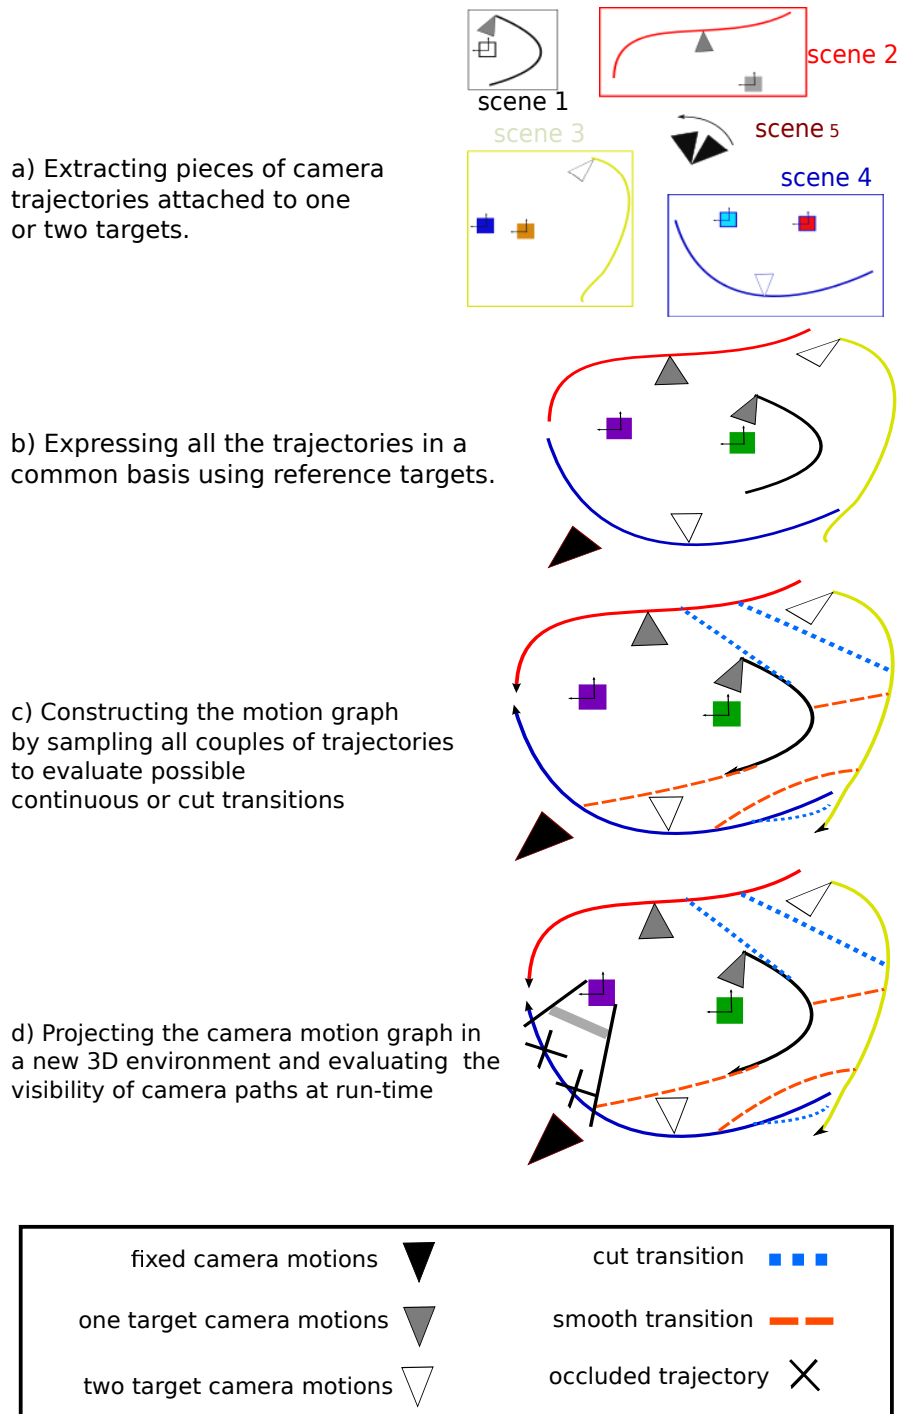 scene 1
scene 2
scene 3
scene 5
scene 4
a) Extracting pieces of camera
trajectories attached to one
or two targets.
b) Expressing all the trajectories in a
common basis using reference targets.
c) Constructing the motion graph
by sampling all couples of trajectories
to evaluate possible
continuous or cut transitions
d) Projecting the camera motion graph in
a new 3D environment and evaluating the
visibility of camera paths at run-time
fixed camera motions
cut transition
one target camera motions
smooth transition
two target camera motions
occluded trajectory